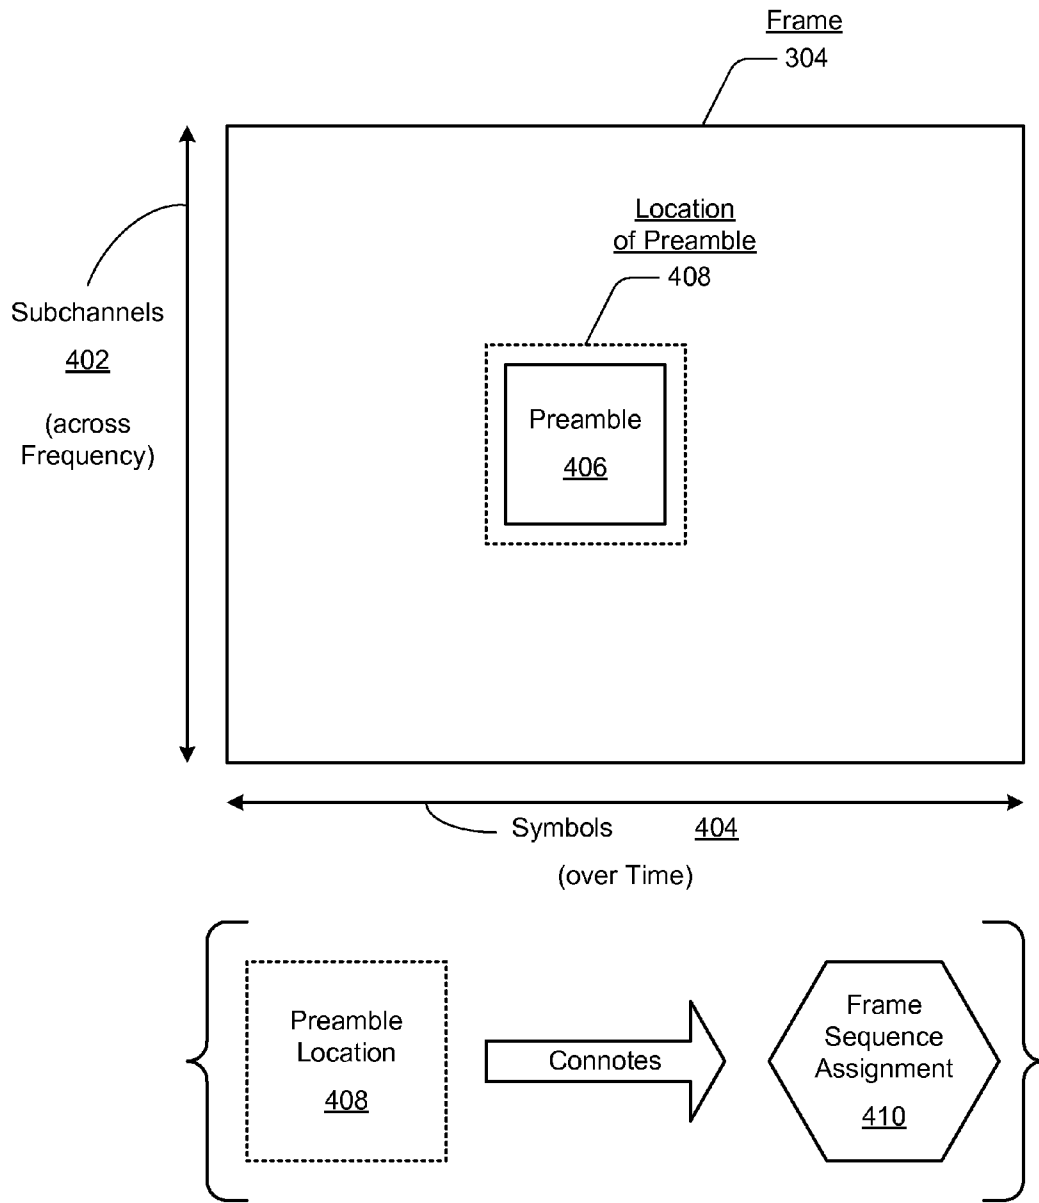 Frame
304
Location
of Preamble
408
Subchannels
402
(across
Frequency)
Preamble
406
Symbols 404
(over Time)
Preamble
Location
408
Connotes
Frame
Sequence
Assignment
410